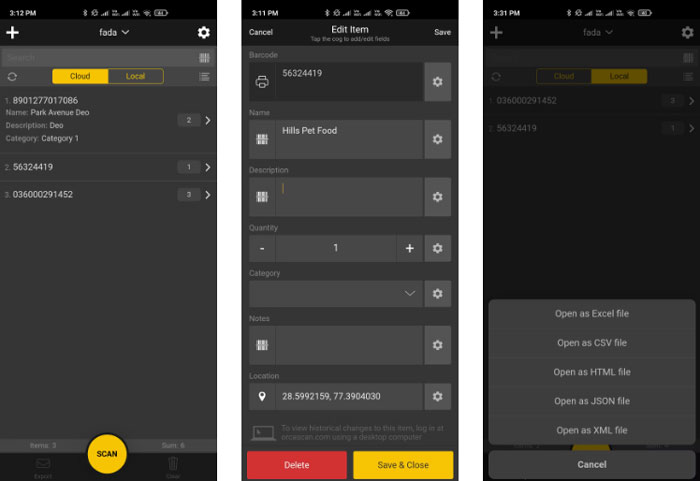 3:12 PM
fada
Search
Cloud Local
1. 8901277017086
Name: Park Avenue Deo
Description: Deo
Category: Category 1
2
2. 56324419
1
3. 036000291452
3
Items: 3 Sum: 6
SCAN
Export Clear
3:11 PM
Cancel Edit Item Save
Tap the cog to add/edit fields
Barcode
56324419
Name
Hills Pet Food
Description
Quantity
- 1 +
Category
Notes
Location
28.5992159, 77.3904030
To view historical changes to this item, log in at
orcascan.com using a desktop computer
Delete Save & Close
3:31 PM
fada
Search
Cloud Local
1. 036000291452
3
2. 56324419
1
Open as Excel file
Open as CSV file
Open as HTML file
Open as JSON file
Open as XML file
Cancel